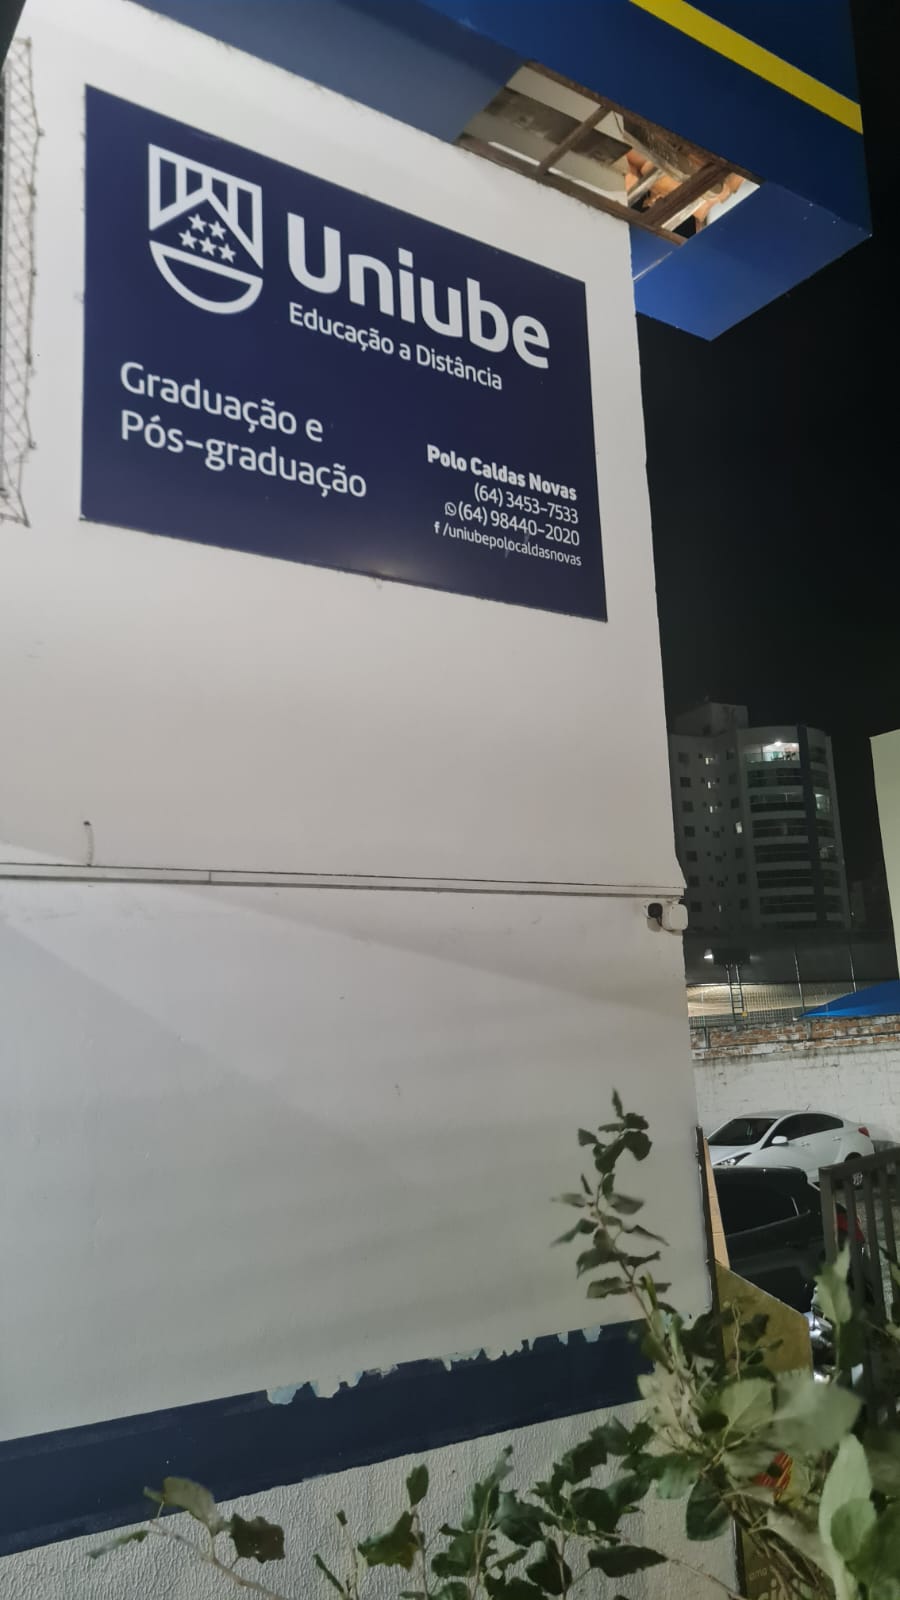 Uniube
Educação a Distância
Graduação e
Pós-graduação
Polo Caldas Novas
(64) 3453-7533
(64) 98440-2020
f /uniubepolocaldasnovas